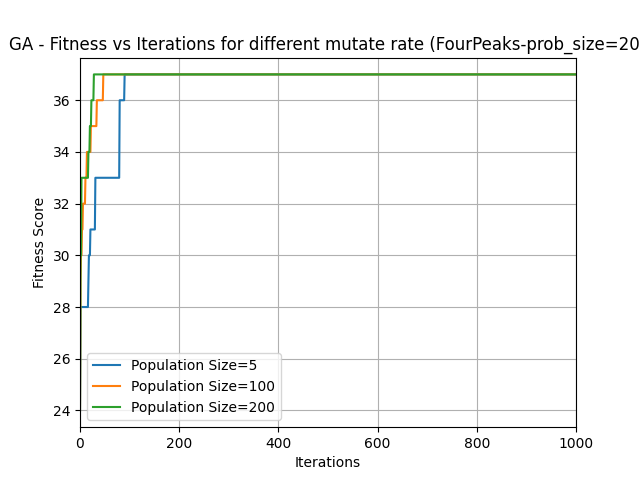 GA - Fitness vs Iterations for different mutate rate (FourPeaks-prob_size=20
Fitness Score
36
34
32
30
28
26
24
Population Size=5
Population Size=100
Population Size=200
0 200 400 600 800 1000
Iterations